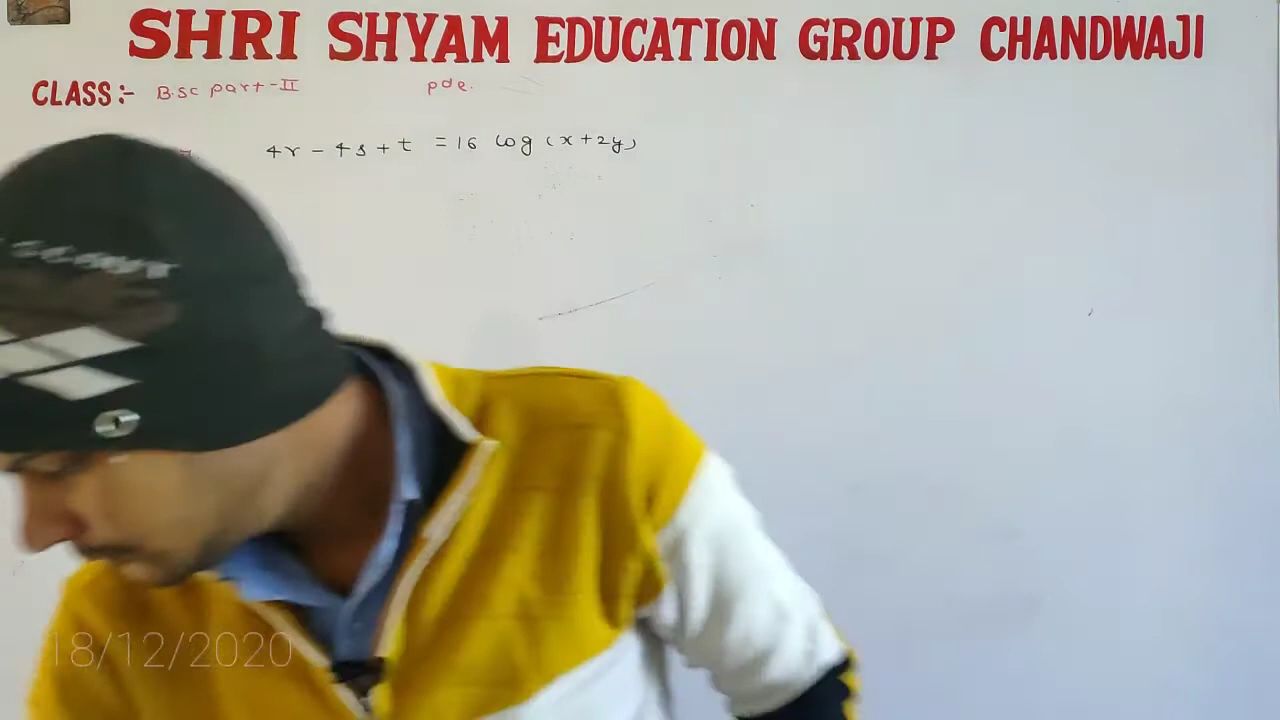 SHRI SHYAM EDUCATION GROUP CHANDWAJI
CLASS:- B.SC part-II pde.
4r - 4s + t = 16 log (x+2y)
18/12/2020